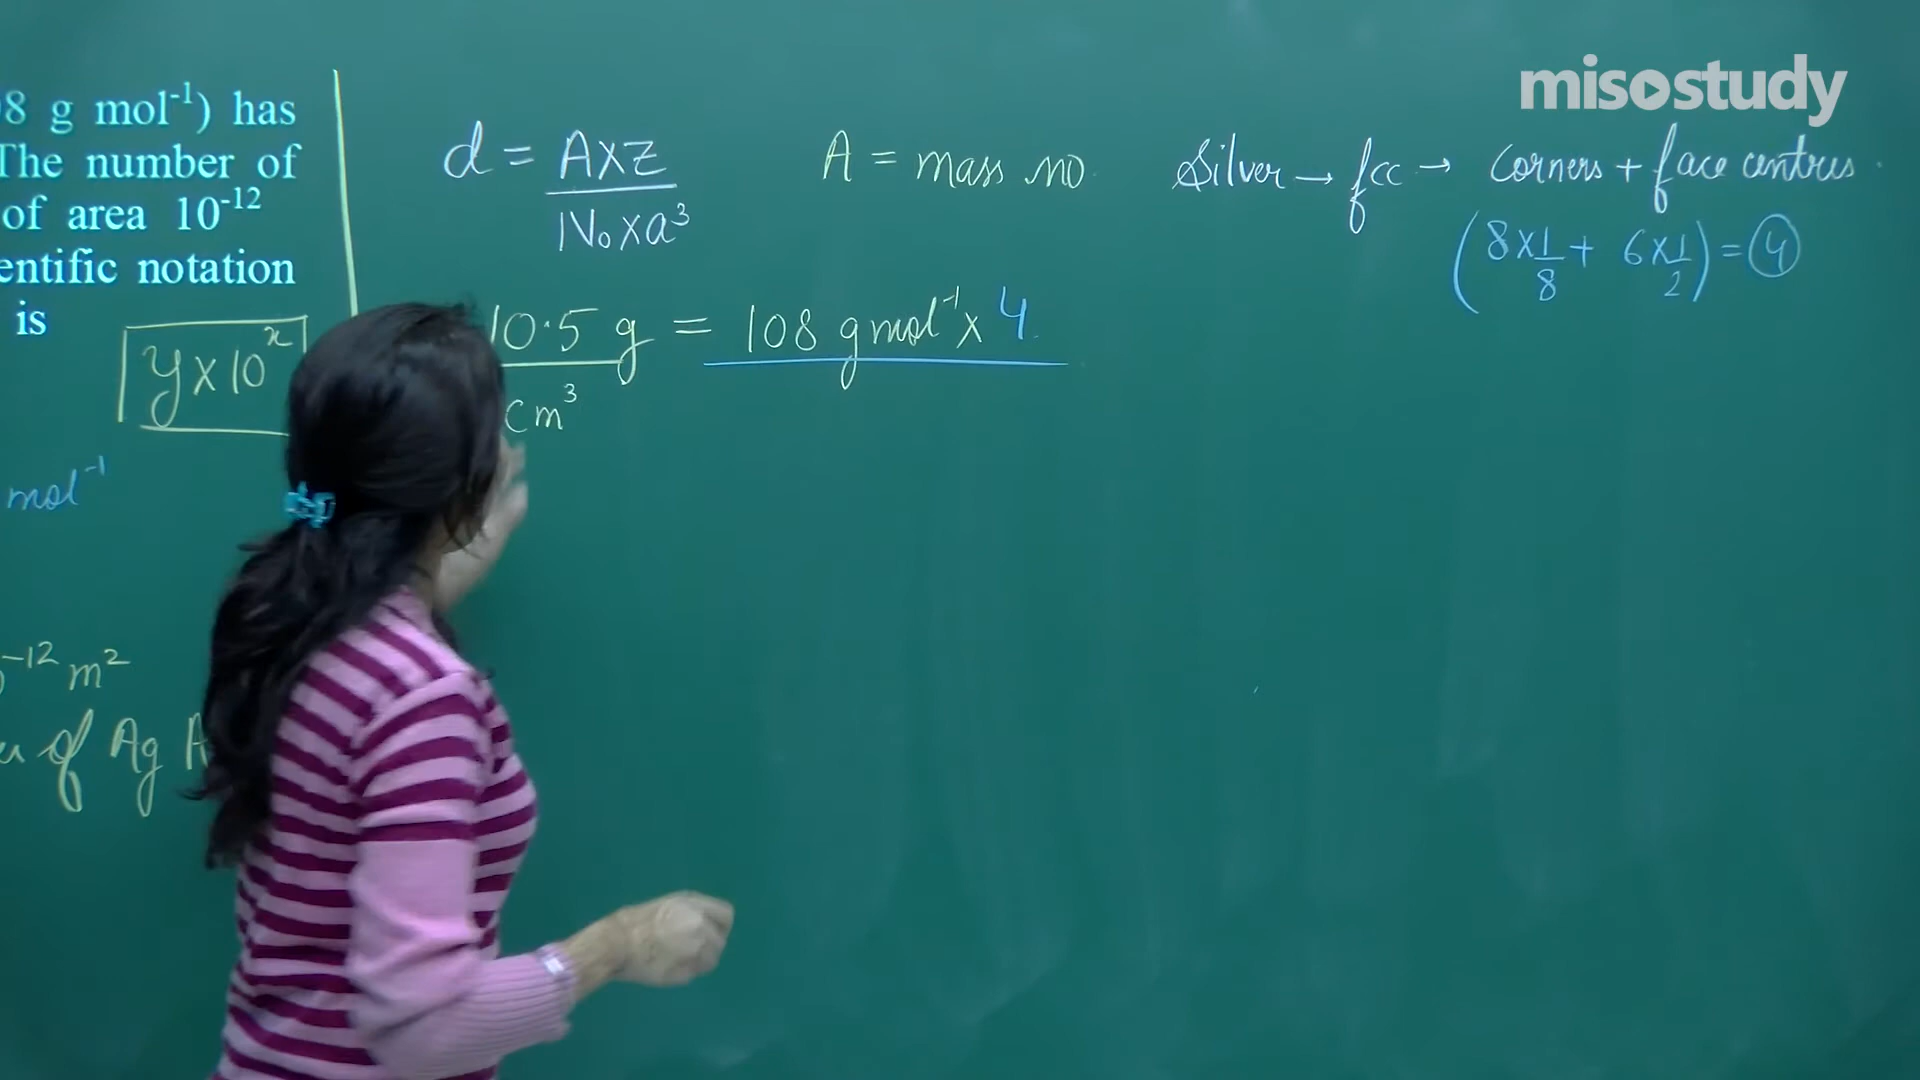 misostudy
8 g mol⁻¹) has
The number of
of area 10⁻¹²
entific notation
is
y×10ˣ
mol⁻¹
⁻¹² m²
of Ag A
d = A×z / N₀×a³
A = mass no.
Silver → fcc → Corners + face centres.
(8×1/8 + 6×1/2) = 4
10.5 g / cm³ = 108 g mol⁻¹ × 4